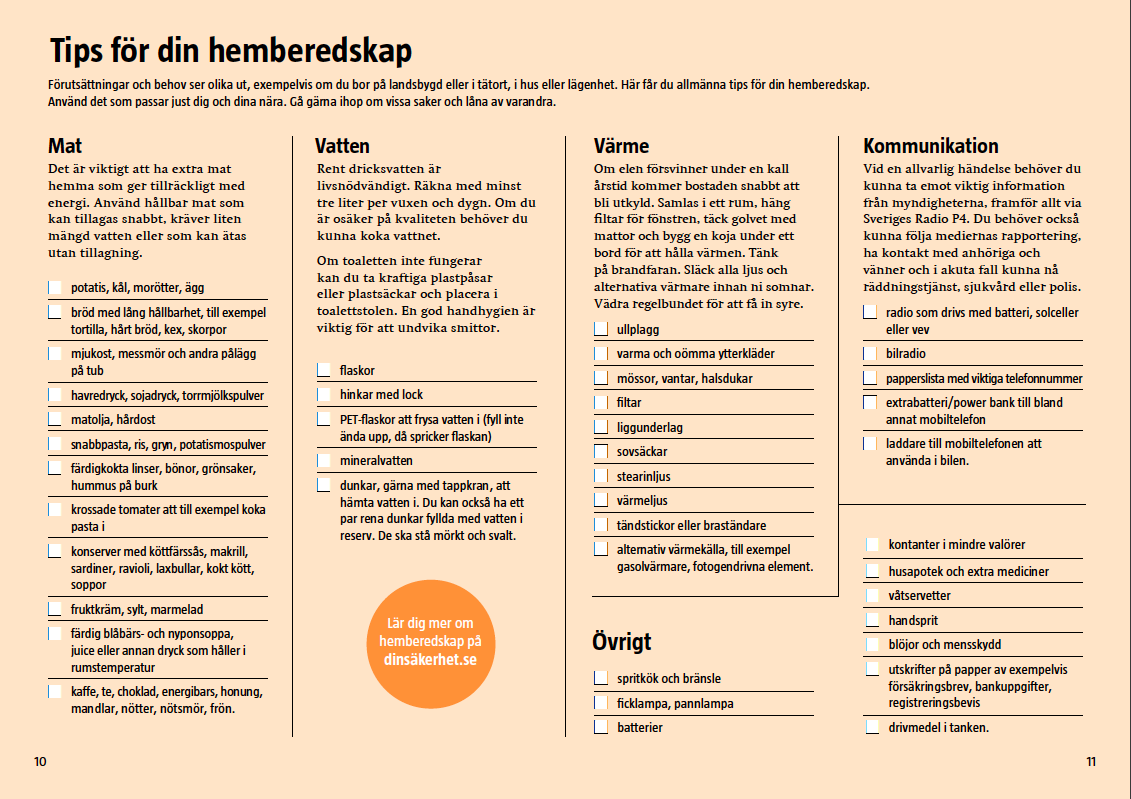 Tips för din hemberedskap
Förutsättningar och behov ser olika ut, exempelvis om du bor på landsbygd eller i tätort, i hus eller lägenhet. Här får du allmänna tips för din hemberedskap.
Använd det som passar just dig och dina nära. Gå gärna ihop om vissa saker och låna av varandra.
Mat
Det är viktigt att ha extra mat
hemma som ger tillräckligt med
energi. Använd hållbar mat som
kan tillagas snabbt, kräver liten
mängd vatten eller som kan ätas
utan tillagning.
potatis, kål, morötter, ägg
bröd med lång hållbarhet, till exempel
tortilla, hårt bröd, kex, skorpor
mjukost, messmör och andra pålägg
på tub
havredryck, sojadryck, torrmjölkspulver
matolja, hårdost
snabbpasta, ris, gryn, potatismospulver
färdigkokta linser, bönor, grönsaker,
hummus på burk
krossade tomater att till exempel koka
pasta i
konserver med köttfärssås, makrill,
sardiner, ravioli, laxbullar, kokt kött,
soppor
fruktkräm, sylt, marmelad
färdig blåbärs- och nyponsoppa,
juice eller annan dryck som håller i
rumstemperatur
kaffe, te, choklad, energibars, honung,
mandlar, nötter, nötsmör, frön.
Vatten
Rent dricksvatten är
livsnödvändigt. Räkna med minst
tre liter per vuxen och dygn. Om du
är osäker på kvaliteten behöver du
kunna koka vattnet.
Om toaletten inte fungerar
kan du ta kraftiga plastpåsar
eller plastsäckar och placera i
toalettstolen. En god handhygien är
viktig för att undvika smittor.
flaskor
hinkar med lock
PET-flaskor att frysa vatten i (fyll inte
ända upp, då spricker flaskan)
mineralvatten
dunkar, gärna med tappkran, att
hämta vatten i. Du kan också ha ett
par rena dunkar fyllda med vatten i
reserv. De ska stå mörkt och svalt.
Lär dig mer om
hemberedskap på
dinsäkerhet.se
Värme
Om elen försvinner under en kall
årstid kommer bostaden snabbt att
bli utkyld. Samlas i ett rum, häng
filtar för fönstren, täck golvet med
mattor och bygg en koja under ett
bord för att hålla värmen. Tänk
på brandfaran. Släck alla ljus och
alternativa värmare innan ni somnar.
Vädra regelbundet för att få in syre.
ullplagg
varma och oömma ytterkläder
mössor, vantar, halsdukar
filtar
liggunderlag
sovsäckar
stearinljus
värmeljus
tändstickor eller braständare
alternativ värmekälla, till exempel
gasolvärmare, fotogendrivna element.
Kommunikation
Vid en allvarlig händelse behöver du
kunna ta emot viktig information
från myndigheterna, framför allt via
Sveriges Radio P4. Du behöver också
kunna följa mediernas rapportering,
ha kontakt med anhöriga och
vänner och i akuta fall kunna nå
räddningstjänst, sjukvård eller polis.
radio som drivs med batteri, solceller
eller vev
bilradio
papperslista med viktiga telefonnummer
extrabatteri/power bank till bland
annat mobiltelefon
laddare till mobiltelefonen att
använda i bilen.
Övrigt
spritkök och bränsle
ficklampa, pannlampa
batterier
kontanter i mindre valörer
husapotek och extra mediciner
våtservetter
handsprit
blöjor och mensskydd
utskrifter på papper av exempelvis
försäkringsbrev, bankuppgifter,
registreringsbevis
drivmedel i tanken.
10
11